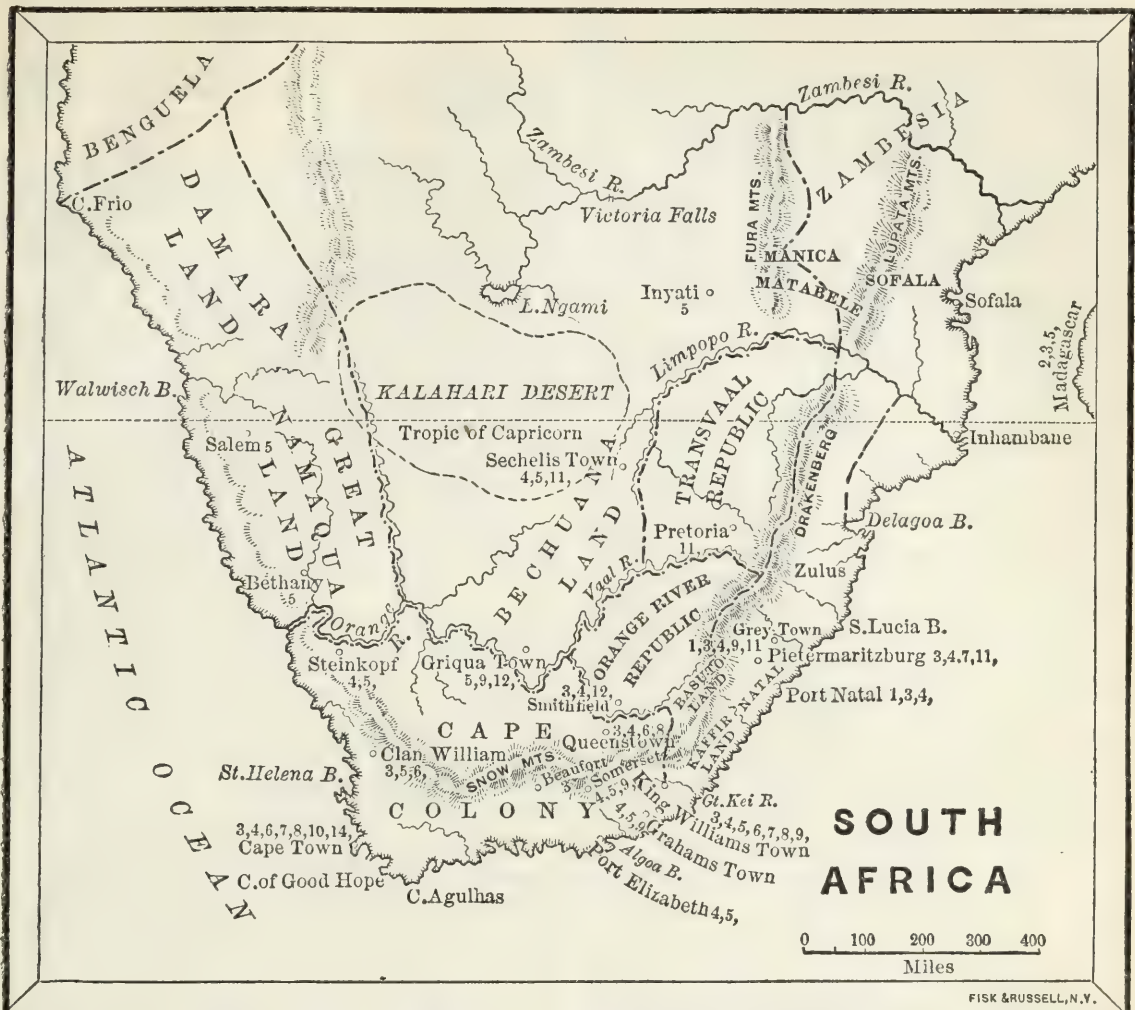 BENGUELA
Zambesi R.
ZAMBESIA
Zambesi R.
C.Frio
DAMARA
LAND
Victoria Falls
FURA MTS.
LUPATA MTS.
MANICA
MATABELE
SOFALA
Sofala
L.Ngami
Inyati
5
Limpopo R.
2,3,5,
Madagascar
Walwisch B.
KALAHARI DESERT
Tropic of Capricorn
GREAT
NAMAQUA
LAND
Salem 5
Sechelis Town
4,5,11,
TRANSVAAL
REPUBLIC
DRAKENBERG
Inhambane
ATLANTIC OCEAN
BECHUANA
LAND
Pretoria
11
Delagoa B.
Vaal R.
Zulus
Bethany
5
Orange R.
ORANGE RIVER
REPUBLIC
Grey Town
1,3,4,9,11
S.Lucia B.
Pietermaritzburg 3,4,7,11,
Steinkopf
4,5,
Griqua Town
5,9,12,
3,4,12,
Smithfield
BASUTO
LAND
NATAL
Port Natal 1,3,4,
KAFFIR
LAND
CAPE
COLONY
3,4,6,8,
Queenstown
Clan William
3,5,6,
SNOW MTS.
Beaufort
3
Somerset
4,5,9,
St.Helena B.
Gt.Kei R.
3,4,5,6,7,8,9,
King Williams Town
4,5,9
Grahams Town
Algoa B.
Port Elizabeth 4,5,
3,4,6,7,8,10,14,
Cape Town
C.of Good Hope
C.Agulhas
SOUTH
AFRICA
0 100 200 300 400
Miles
FISK & RUSSELL, N.Y.